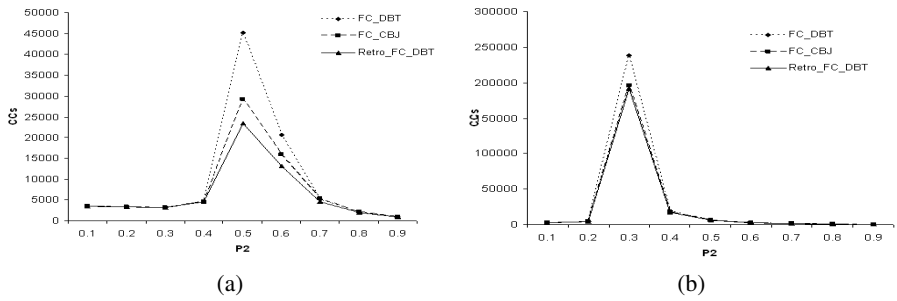 50000
45000
40000
35000
30000
25000
20000
15000
10000
5000
0
CCs
0.1 0.2 0.3 0.4 0.5 0.6 0.7 0.8 0.9
P2
FC_DBT
FC_CBJ
Retro_FC_DBT
(a)
300000
250000
200000
150000
100000
50000
0
CCs
0.1 0.2 0.3 0.4 0.5 0.6 0.7 0.8 0.9
P2
FC_DBT
FC_CBJ
Retro_FC_DBT
(b)